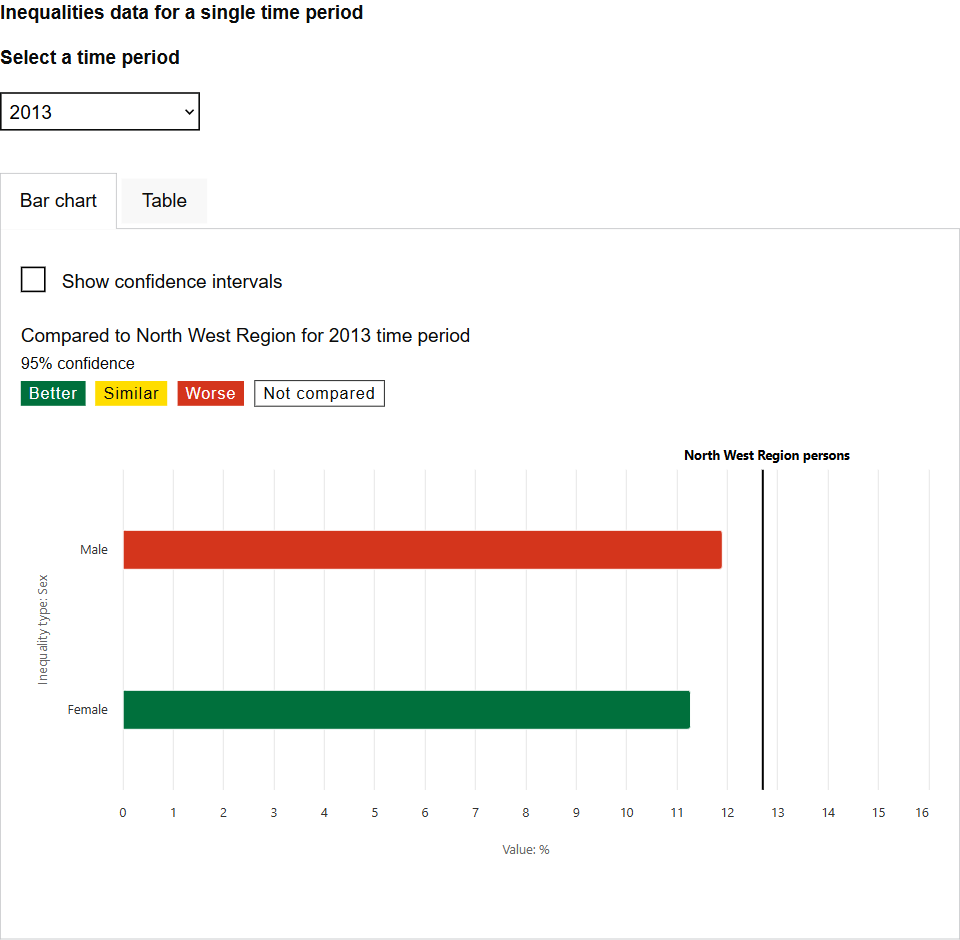 Inequalities data for a single time period
Select a time period
2013
Bar chart
Table
Show confidence intervals
Compared to North West Region for 2013 time period
95% confidence
Better Similar Worse Not compared
North West Region persons
Male
Inequality type: Sex
Female
0 1 2 3 4 5 6 7 8 9 10 11 12 13 14 15 16
Value: %